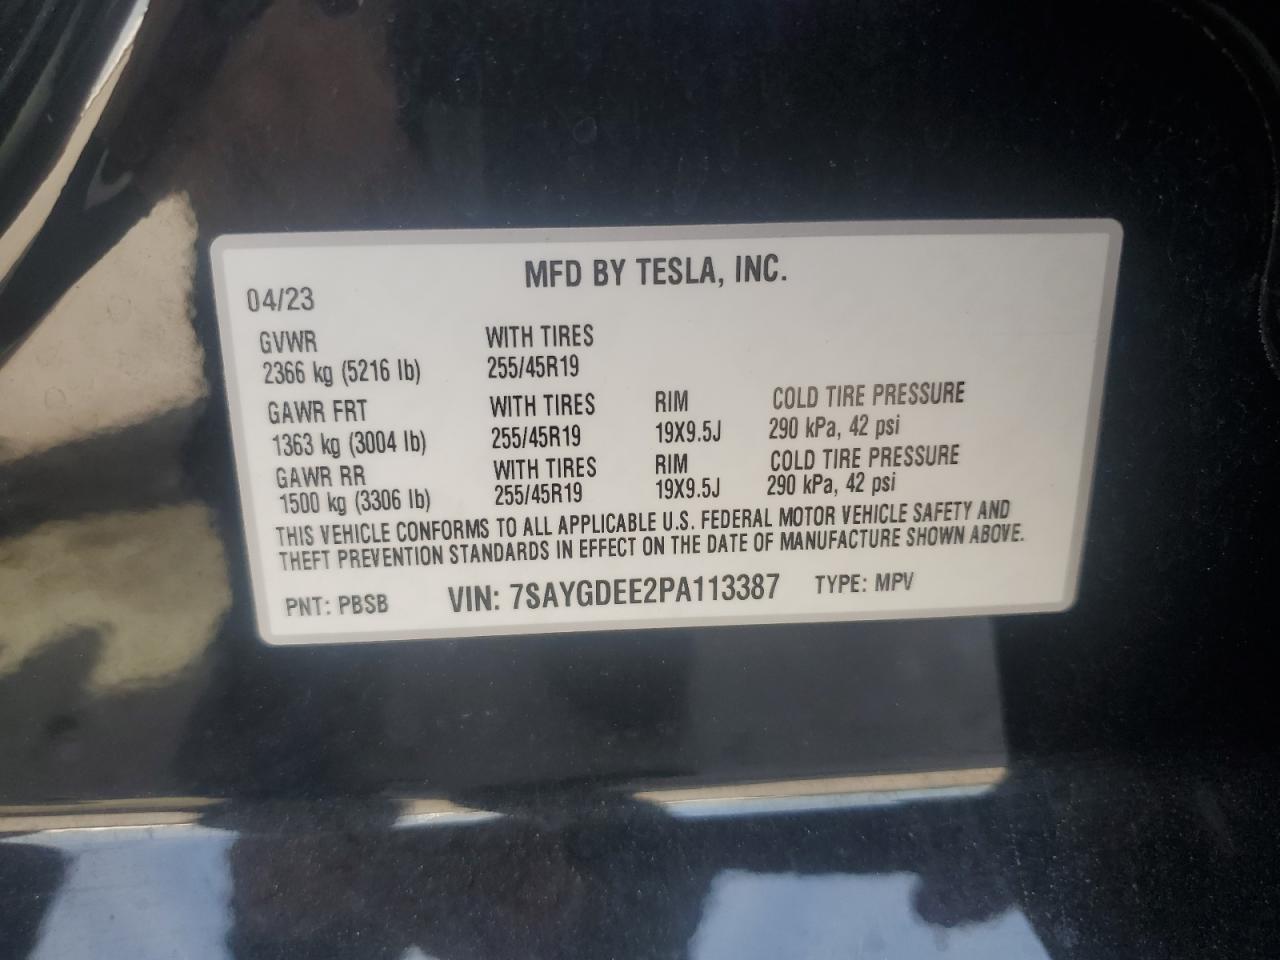 MFD BY TESLA, INC.
04/23
GVWR WITH TIRES
2366 kg (5216 lb) 255/45R19
GAWR FRT WITH TIRES RIM COLD TIRE PRESSURE
1363 kg (3004 lb) 255/45R19 19X9.5J 290 kPa, 42 psi
GAWR RR WITH TIRES RIM COLD TIRE PRESSURE
1500 kg (3306 lb) 255/45R19 19X9.5J 290 kPa, 42 psi
THIS VEHICLE CONFORMS TO ALL APPLICABLE U.S. FEDERAL MOTOR VEHICLE SAFETY AND
THEFT PREVENTION STANDARDS IN EFFECT ON THE DATE OF MANUFACTURE SHOWN ABOVE.
PNT: PBSB VIN: 7SAYGDEE2PA113387 TYPE: MPV